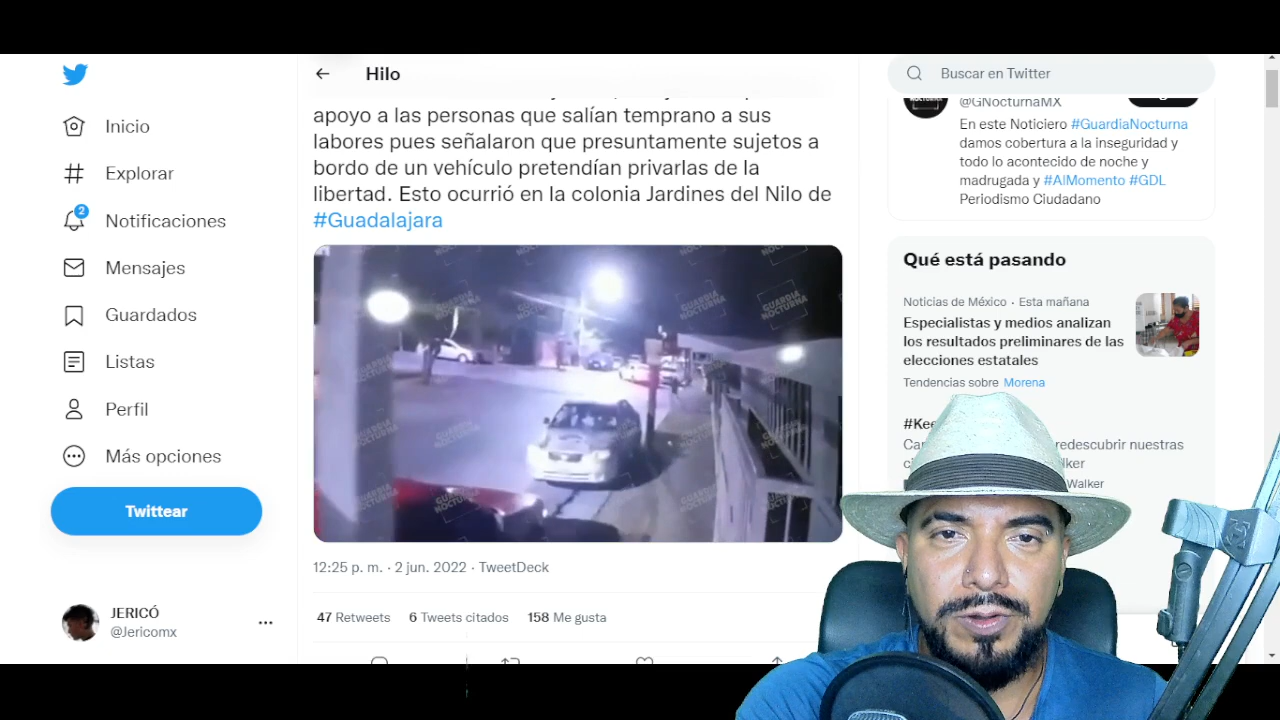 Inicio
Explorar
2
Notificaciones
Mensajes
Guardados
Listas
Perfil
Más opciones
Twittear
JERICÓ
@Jericomx
Hilo
apoyo a las personas que salían temprano a sus
labores pues señalaron que presuntamente sujetos a
bordo de un vehículo pretendían privarlas de la
libertad. Esto ocurrió en la colonia Jardines del Nilo de
#Guadalajara
GUARDIA
NOCTURNA
12:25 p. m. · 2 jun. 2022 · TweetDeck
47 Retweets 6 Tweets citados 158 Me gusta
Buscar en Twitter
@GNocturnaMX
En este Noticiero #GuardiaNocturna
damos cobertura a la inseguridad y
todo lo acontecido de noche y
madrugada y #AlMomento #GDL
Periodismo Ciudadano
Qué está pasando
Noticias de México · Esta mañana
Especialistas y medios analizan
los resultados preliminares de las
elecciones estatales
Tendencias sobre Morena
redescubrir nuestras
Walker